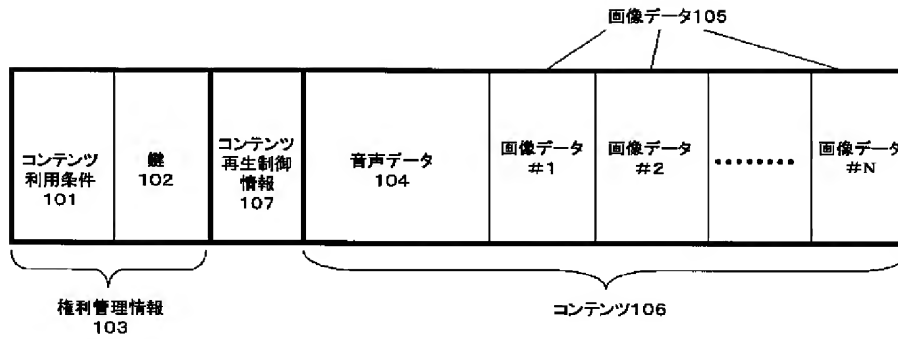 画像データ105
コンテンツ
利用条件
101
鍵
102
コンテンツ
再生制御
情報
107
音声データ
104
画像データ
#1
画像データ
#2
‥‥‥‥
画像データ
#N
権利管理情報
103
コンテンツ106